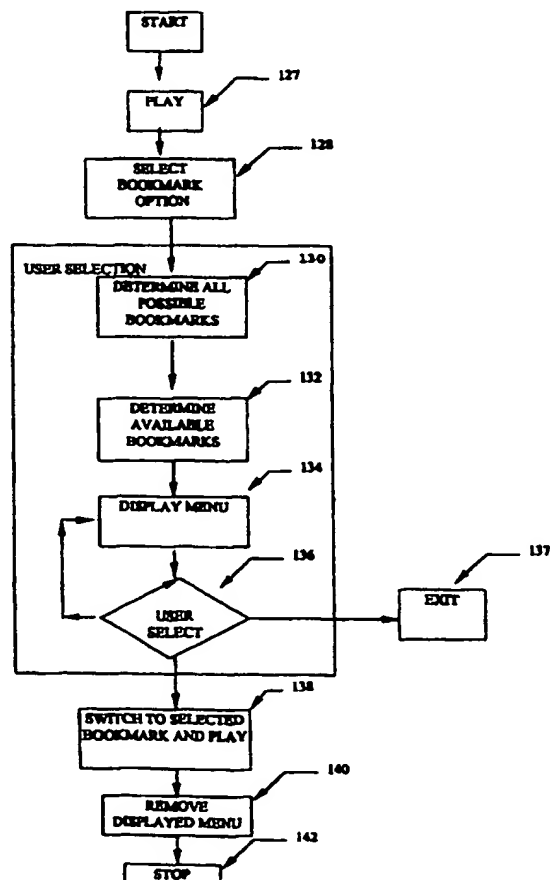 START
127
PLAY
128
SELECT
BOOKMARK
OPTION
130
USER SELECTION
DETERMINE ALL
POSSIBLE
BOOKMARKS
132
DETERMINE
AVAILABLE
BOOKMARKS
134
DISPLAY MENU
136
137
EXIT
USER
SELECT
138
SWITCH TO SELECTED
BOOKMARK AND PLAY
140
REMOVE
DISPLAYED MENU
142
STOP